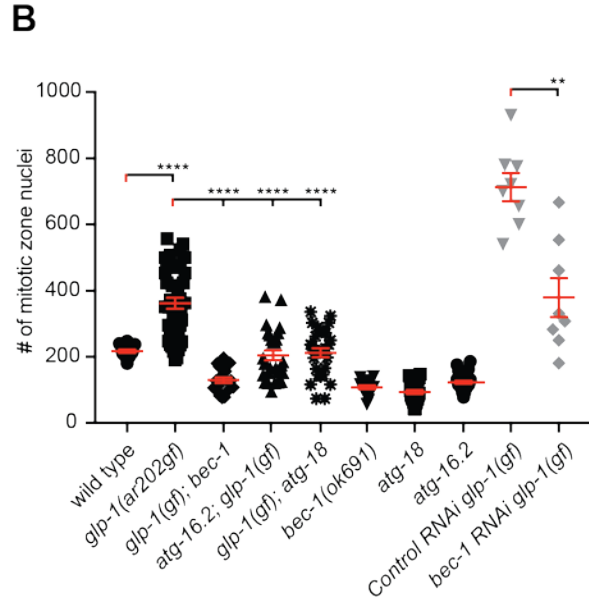 B
# of mitotic zone nuclei
1000
800
600
400
200
0
****
****
****
****
**
wild type
glp-1(ar202gf)
glp-1(gf); bec-1
atg-16.2; glp-1(gf)
glp-1(gf); atg-18
bec-1(ok691)
atg-18
atg-16.2
Control RNAi glp-1(gf)
bec-1 RNAi glp-1(gf)